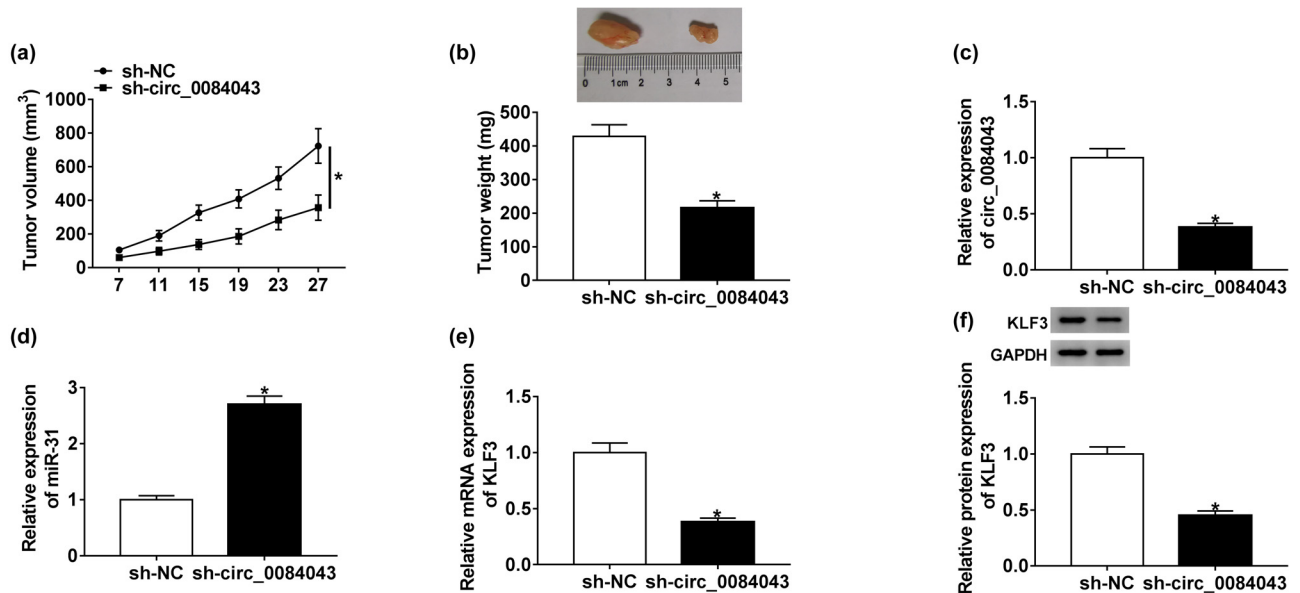 (a)
sh-NC
sh-circ_0084043
Tumor volume (mm³)
1000
800
600
400
200
0
7 11 15 19 23 27
*
(b)
0 1cm 2 3 4 5
Tumor weight (mg)
500
400
300
200
100
0
*
sh-NC sh-circ_0084043
(c)
Relative expression
of circ_0084043
1.5
1.0
0.5
0.0
*
sh-NC sh-circ_0084043
(d)
Relative expression
of miR-31
3
2
1
0
*
sh-NC sh-circ_0084043
(e)
Relative mRNA expression
of KLF3
1.5
1.0
0.5
0.0
*
sh-NC sh-circ_0084043
(f)
KLF3
GAPDH
Relative protein expression
of KLF3
1.5
1.0
0.5
0.0
*
sh-NC sh-circ_0084043